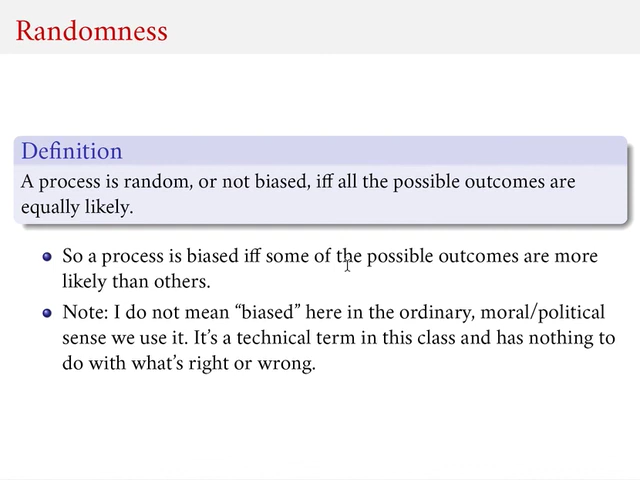 Randomness
Definition
A process is random, or not biased, iff all the possible outcomes are
equally likely.
So a process is biased iff some of the possible outcomes are more
likely than others.
Note: I do not mean “biased” here in the ordinary, moral/political
sense we use it. It’s a technical term in this class and has nothing to
do with what’s right or wrong.